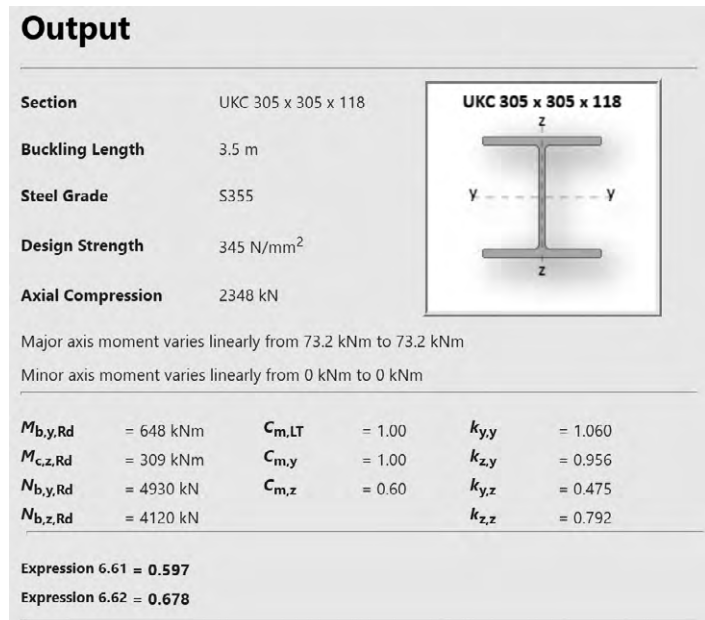 Output
Section UKC 305 x 305 x 118
Buckling Length 3.5 m
Steel Grade S355
Design Strength 345 N/mm2
Axial Compression 2348 kN
UKC 305 x 305 x 118
z
y y
z
Major axis moment varies linearly from 73.2 kNm to 73.2 kNm
Minor axis moment varies linearly from 0 kNm to 0 kNm
Mb,y,Rd = 648 kNm Cm,LT = 1.00 ky,y = 1.060
Mc,z,Rd = 309 kNm Cm,y = 1.00 kz,y = 0.956
Nb,y,Rd = 4930 kN Cm,z = 0.60 ky,z = 0.475
Nb,z,Rd = 4120 kN kz,z = 0.792
Expression 6.61 = 0.597
Expression 6.62 = 0.678